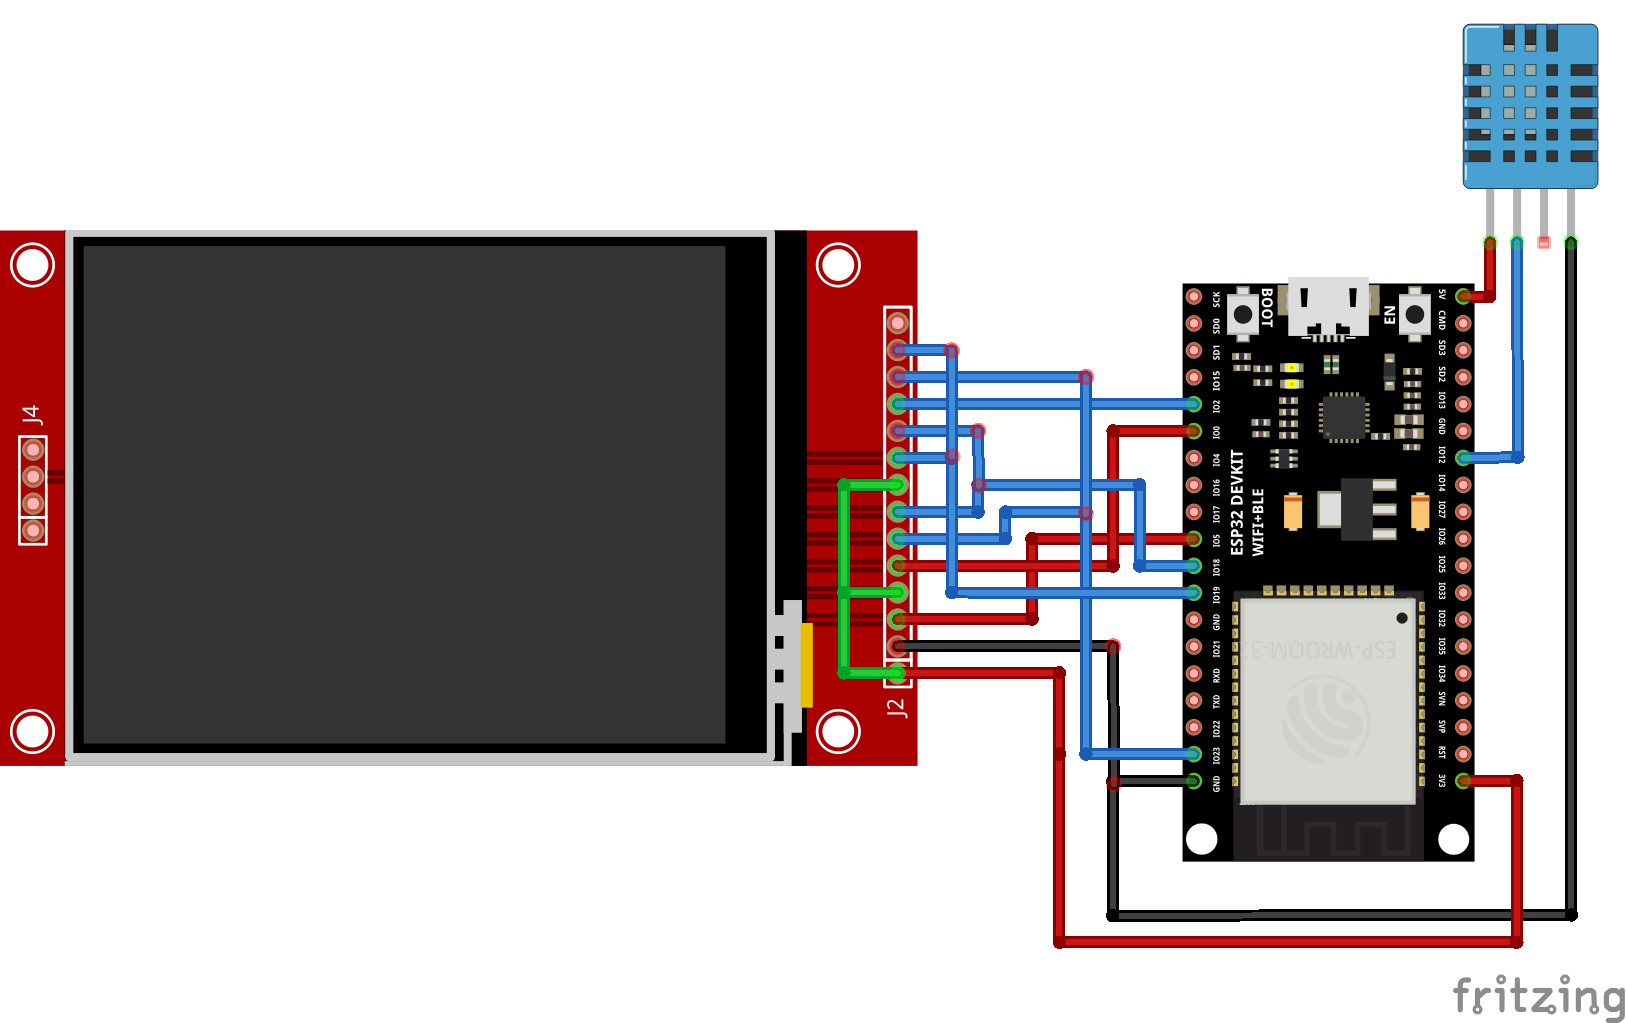 J4
J2
BOOT
EN
ESP32 DEVKIT
WIFI+BLE
SCK
SD0
SD1
IO15
IO2
IO0
IO4
IO16
IO17
IO5
IO18
IO19
GND
IO21
RXD
TXD
IO22
IO23
GND
5V
CMD
SD3
SD2
IO13
GND
IO12
IO14
IO27
IO26
IO25
IO33
IO32
IO35
IO34
SVN
SVP
RST
3V3
ESP-WROOM-32
fritzing